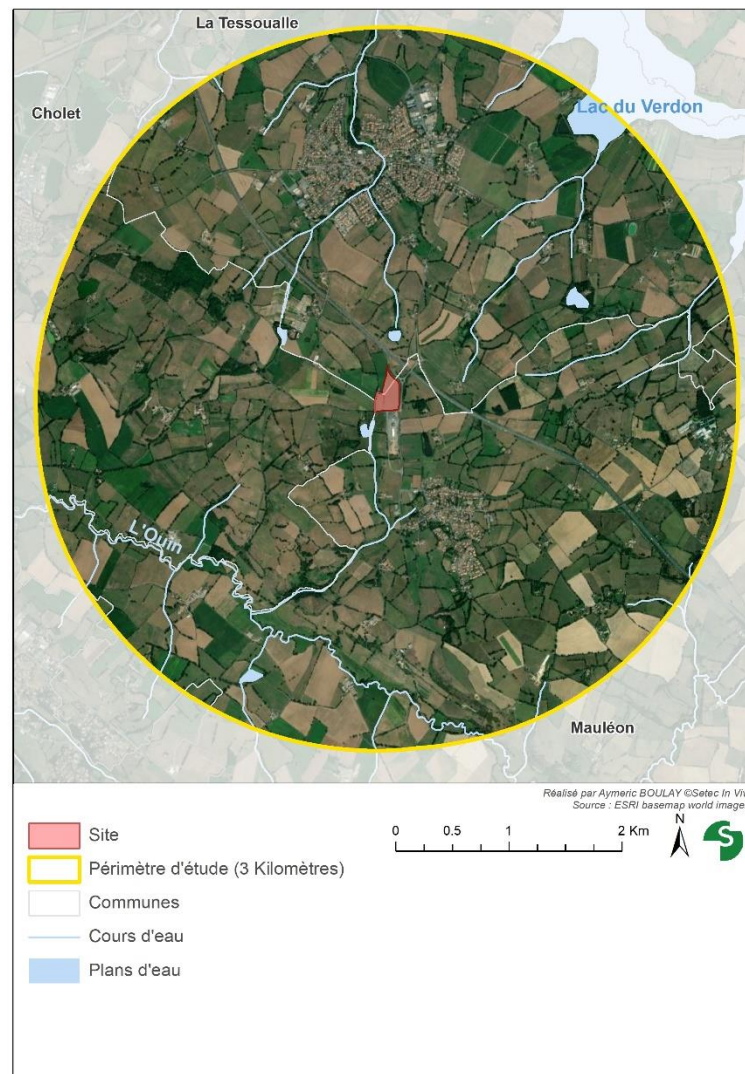 La Tessoualle
Cholet
Lac du Verdon
L'Ouin
Mauléon
Réalisé par Aymeric BOULAY ©Setec In Viv
Source : ESRI basemap world image
Site
Périmètre d'étude (3 Kilomètres)
Communes
Cours d'eau
Plans d'eau
0 0.5 1 2 Km
N
S